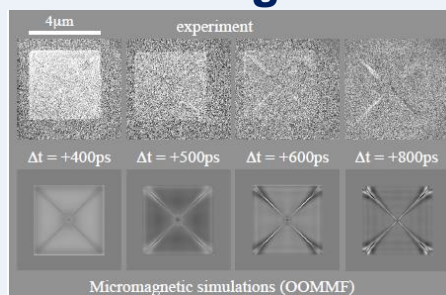 4μm
experiment
Δt = +400ps Δt = +500ps Δt = +600ps Δt = +800ps
Micromagnetic simulations (OOMMF)